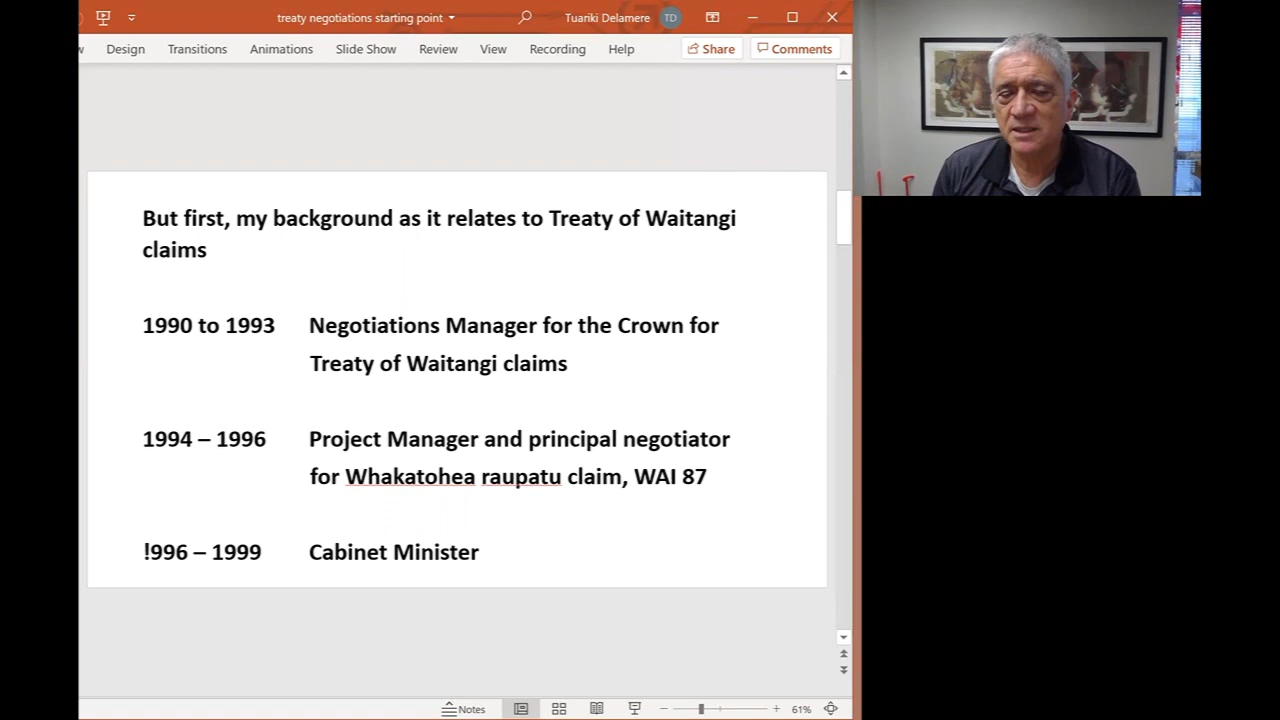 treaty negotiations starting point
Tuariki Delamere TD
Design Transitions Animations Slide Show Review View Recording Help Share Comments
But first, my background as it relates to Treaty of Waitangi
claims
1990 to 1993 Negotiations Manager for the Crown for
Treaty of Waitangi claims
1994 – 1996 Project Manager and principal negotiator
for Whakatohea raupatu claim, WAI 87
!996 – 1999 Cabinet Minister
Notes 61%